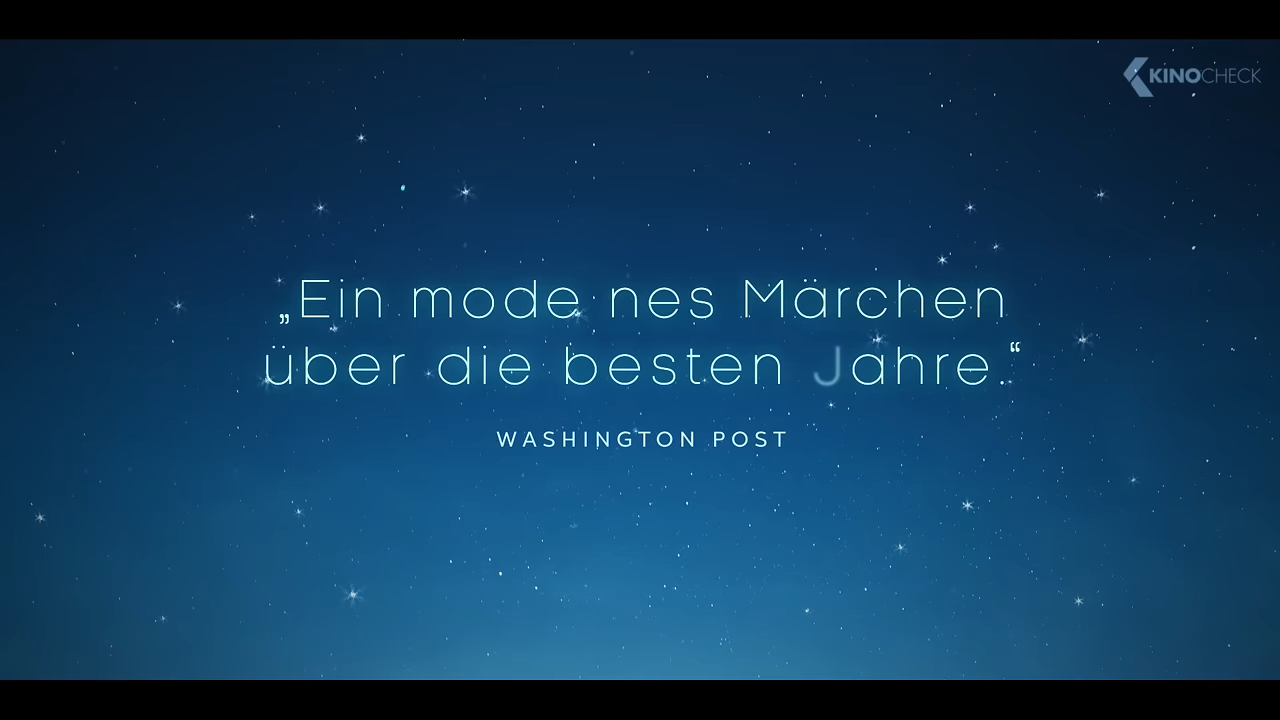 KINOCHECK
„Ein mode nes Märchen
über die besten Jahre.“
WASHINGTON POST